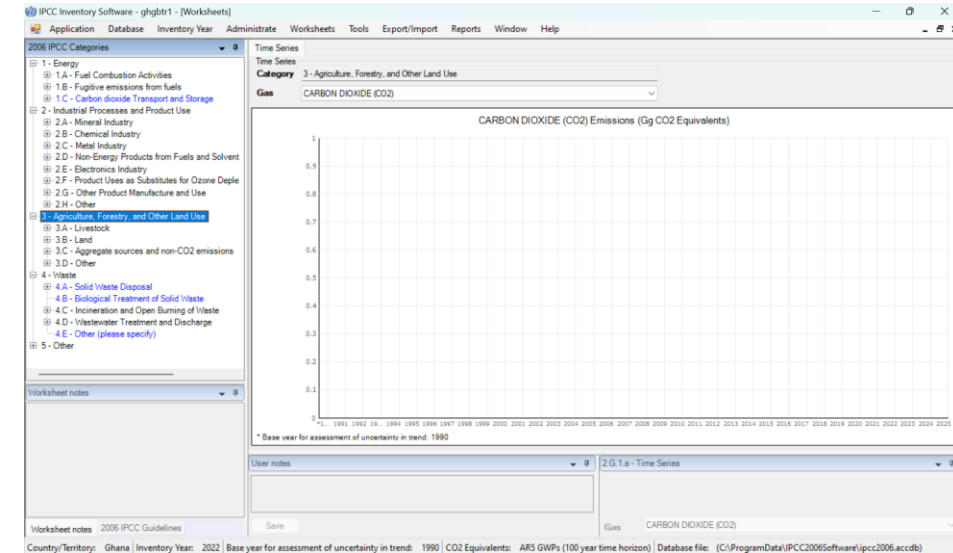 IPCC Inventory Software - ghgbtr1 - [Worksheets]
Application Database Inventory Year Administrate Worksheets Tools Export/Import Reports Window Help
2006 IPCC Categories
1 - Energy
1.A - Fuel Combustion Activities
1.B - Fugitive emissions from fuels
1.C - Carbon dioxide Transport and Storage
2 - Industrial Processes and Product Use
2.A - Mineral Industry
2.B - Chemical Industry
2.C - Metal Industry
2.D - Non-Energy Products from Fuels and Solvent
2.E - Electronics Industry
2.F - Product Uses as Substitutes for Ozone Deple
2.G - Other Product Manufacture and Use
2.H - Other
3 - Agriculture, Forestry, and Other Land Use
3.A - Livestock
3.B - Land
3.C - Aggregate sources and non-CO2 emissions
3.D - Other
4 - Waste
4.A - Solid Waste Disposal
4.B - Biological Treatment of Solid Waste
4.C - Incineration and Open Burning of Waste
4.D - Wastewater Treatment and Discharge
4.E - Other (please specify)
5 - Other
Worksheet notes
Worksheet notes 2006 IPCC Guidelines
Time Series
Time Series
Category 3 - Agriculture, Forestry, and Other Land Use
Gas CARBON DIOXIDE (CO2)
CARBON DIOXIDE (CO2) Emissions (Gg CO2 Equivalents)
1
0.9
0.8
0.7
0.6
0.5
0.4
0.3
0.2
0.1
0
*1... 1991 1992 19... 1994 1995 1996 1997 1998 1999 2000 2001 2002 2003 2004 2005 2006 2007 2008 2009 2010 2011 2012 2013 2014 2015 2016 2017 2018 2019 2020 2021 2022 2023 2024 2025
* Base year for assessment of uncertainty in trend: 1990
User notes
Save
2.G.1.a - Time Series
Gas CARBON DIOXIDE (CO2)
Country/Territory: Ghana Inventory Year: 2022 Base year for assessment of uncertainty in trend: 1990 CO2 Equivalents: AR5 GWPs (100 year time horizon) Database file: (C:\ProgramData\IPCC2006Software\ipcc2006.accdb)